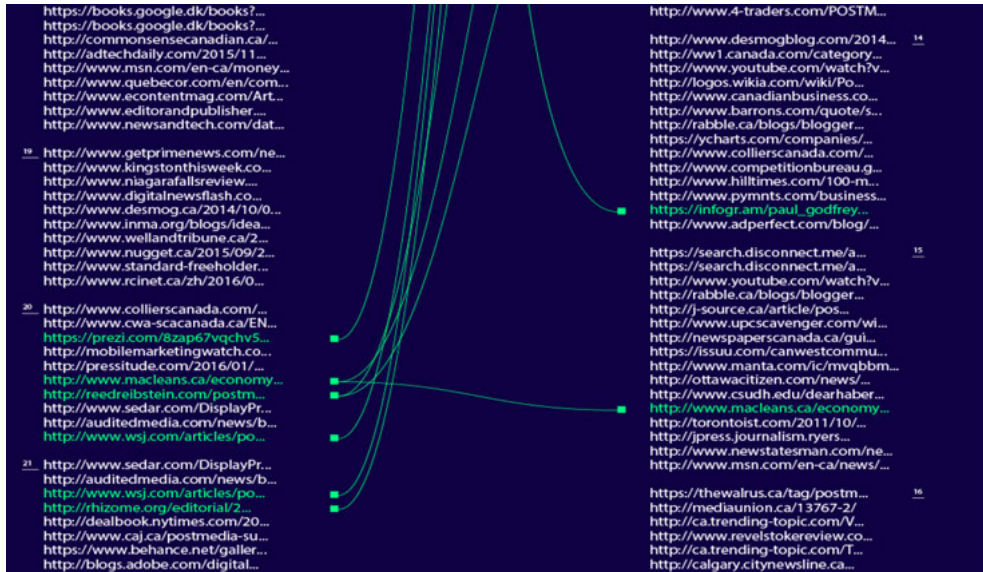 https://books.google.dk/books?...
https://books.google.dk/books?...
http://commonsensecanadian.ca/...
http://adtechdaily.com/2015/11...
http://www.msn.com/en-ca/money...
http://www.quebecor.com/en/com...
http://www.econtentmag.com/Art...
http://www.editorandpublisher....
http://www.newsandtech.com/dat...
19 http://www.getprimenews.com/ne...
http://www.kingstonthisweek.co...
http://www.niagarafallsreview....
http://www.digitalnewsflash.co...
http://www.desmog.ca/2014/10/0...
http://www.inma.org/blogs/idea...
http://www.wellandtribune.ca/2...
http://www.nugget.ca/2015/09/2...
http://www.standard-freeholder...
http://www.rcinet.ca/zh/2016/0...
20 http://www.collierscanada.com/...
http://www.cwa-scacanada.ca/EN...
https://prezi.com/8zap67vqchv5...
http://mobilemarketingwatch.co...
http://pressitude.com/2016/01/...
http://www.macleans.ca/economy...
http://reedreibstein.com/postm...
http://www.sedar.com/DisplayPr...
http://auditedmedia.com/news/b...
http://www.wsj.com/articles/po...
21 http://www.sedar.com/DisplayPr...
http://auditedmedia.com/news/b...
http://www.wsj.com/articles/po...
http://rhizome.org/editorial/2...
http://dealbook.nytimes.com/20...
http://www.caj.ca/postmedia-su...
https://www.behance.net/galler...
http://blogs.adobe.com/digital...
http://www.4-traders.com/POSTM...
http://www.desmogblog.com/2014... 14
http://ww1.canada.com/category...
http://www.youtube.com/watch?v...
http://logos.wikia.com/wiki/Po...
http://www.canadianbusiness.co...
http://www.barrons.com/quote/s...
http://rabble.ca/blogs/blogger...
https://ycharts.com/companies/...
http://www.collierscanada.com/...
http://www.competitionbureau.g...
http://www.hilltimes.com/100-m...
http://www.pymnts.com/business...
https://infogr.am/paul_godfrey...
http://www.adperfect.com/blog/...
https://search.disconnect.me/a... 15
https://search.disconnect.me/a...
http://www.youtube.com/watch?v...
http://rabble.ca/blogs/blogger...
http://j-source.ca/article/pos...
http://www.upcscavenger.com/wi...
http://newspaperscanada.ca/gui...
https://issuu.com/canwestcommu...
http://www.manta.com/ic/mvqbbm...
http://ottawacitizen.com/news/...
http://www.csudh.edu/dearhaber...
http://www.macleans.ca/economy...
http://torontoist.com/2011/10/...
http://jpress.journalism.ryers...
http://www.newstatesman.com/ne...
http://www.msn.com/en-ca/news/...
https://thewalrus.ca/tag/postm... 16
http://mediaunion.ca/13767-2/
http://ca.trending-topic.com/V...
http://www.revelstokereview.co...
http://ca.trending-topic.com/T...
http://calgary.citynewsline.ca...